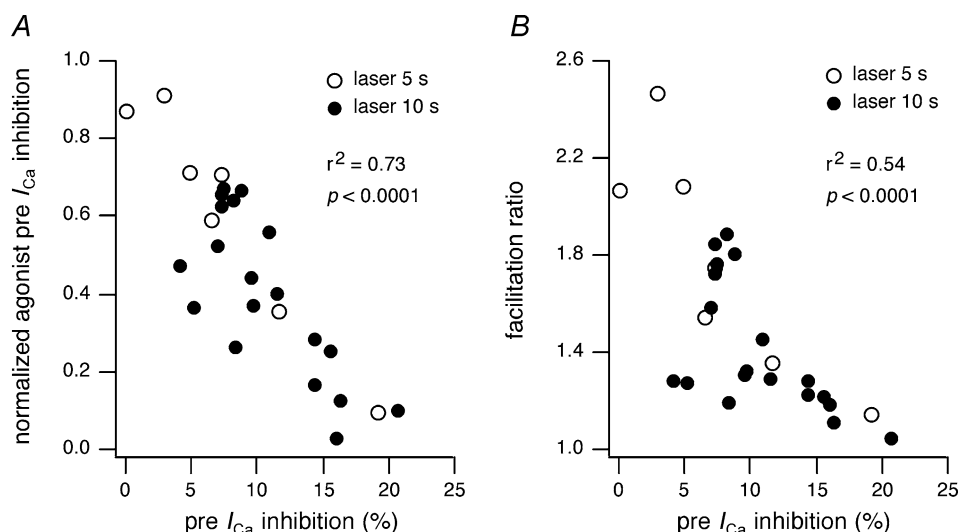 A
normalized agonist pre I Ca inhibition
1.0
0.8
0.6
0.4
0.2
0.0
0
5
10
15
20
25
pre I Ca inhibition (%)
laser 5 s
laser 10 s
r2 = 0.73
p < 0.0001
B
facilitation ratio
2.6
2.2
1.8
1.4
1.0
0
5
10
15
20
25
pre I Ca inhibition (%)
laser 5 s
laser 10 s
r2 = 0.54
p < 0.0001